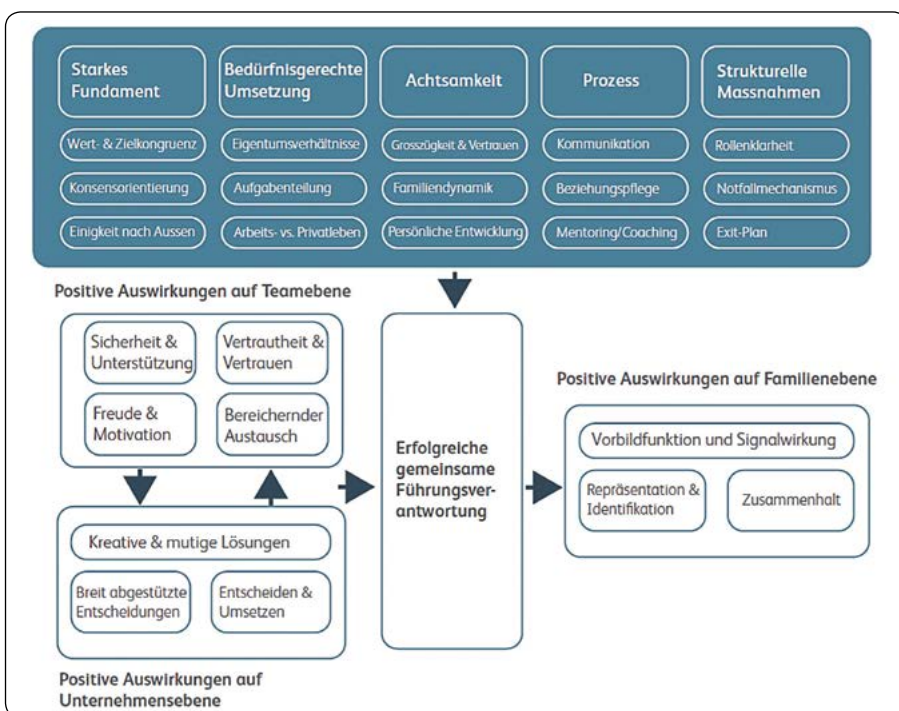 Starkes
Fundament
Bedürfnisgerechte
Umsetzung
Achtsamkeit
Prozess
Strukturelle
Massnahmen
Wert- & Zielkongruenz
Eigentumsverhältnisse
Grosszügigkeit & Vertrauen
Kommunikation
Rollenklarheit
Konsensorientierung
Aufgabenteilung
Familiendynamik
Beziehungspflege
Notfallmechanismus
Einigkeit nach Aussen
Arbeits- vs. Privatleben
Persönliche Entwicklung
Mentoring/Coaching
Exit-Plan
Positive Auswirkungen auf Teamebene
Sicherheit &
Unterstützung
Vertrautheit &
Vertrauen
Freude &
Motivation
Bereichernder
Austausch
Kreative & mutige Lösungen
Breit abgestützte
Entscheidungen
Entscheiden &
Umsetzen
Positive Auswirkungen auf
Unternehmensebene
Erfolgreiche
gemeinsame
Führungsver-
antwortung
Positive Auswirkungen auf Familienebene
Vorbildfunktion und Signalwirkung
Repräsentation &
Identifikation
Zusammenhalt